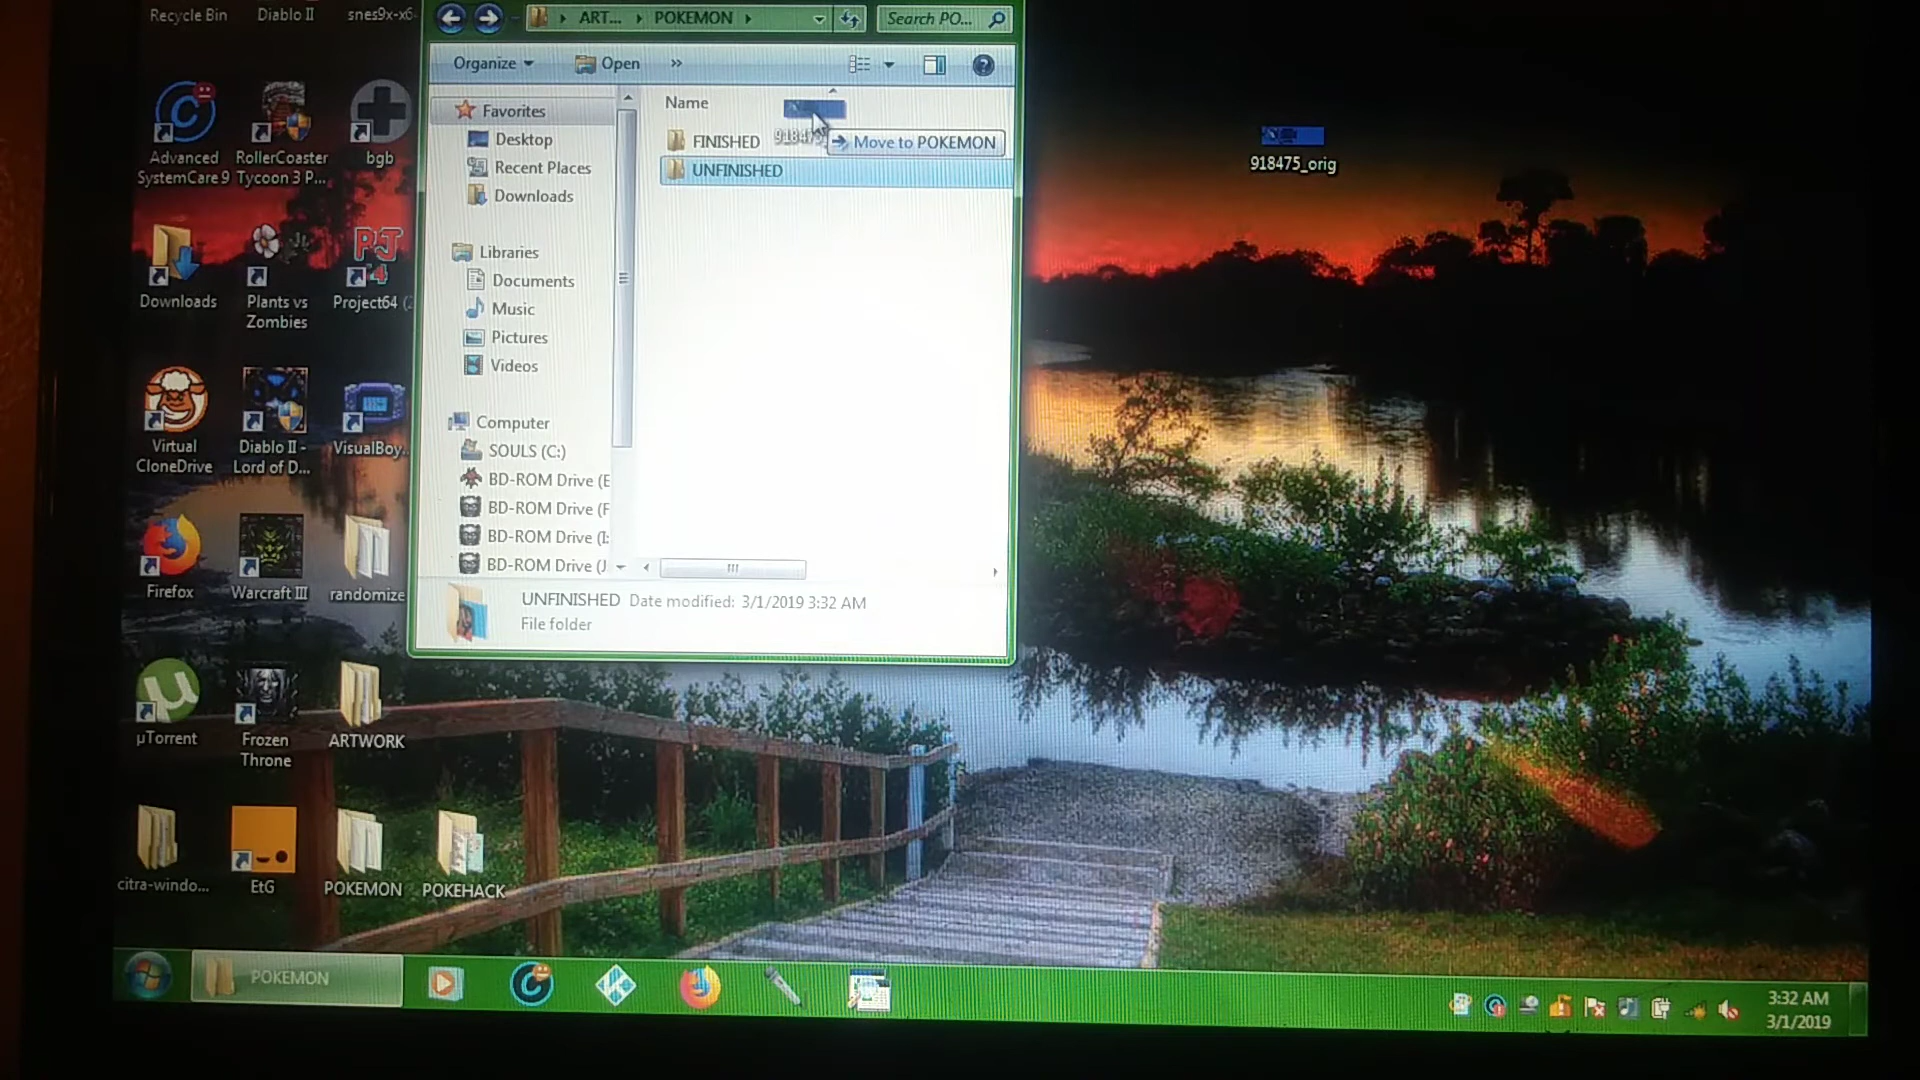 Recycle Bin
Diablo II
snes9x-x6
Advanced
SystemCare 9
RollerCoaster
Tycoon 3 P...
bgb
Downloads
Plants vs
Zombies
Project64 (
Virtual
CloneDrive
Diablo II -
Lord of D...
VisualBoy...
Firefox
Warcraft III
randomize
µTorrent
Frozen
Throne
ARTWORK
citra-windo...
EtG
POKEMON
POKEHACK
ART...
POKEMON
Search PO...
Organize
Open
»
Favorites
Desktop
Recent Places
Downloads
Libraries
Documents
Music
Pictures
Videos
Computer
SOULS (C:)
BD-ROM Drive (E
BD-ROM Drive (F
BD-ROM Drive (I:
BD-ROM Drive (J
Name
FINISHED
Move to POKEMON
UNFINISHED
UNFINISHED Date modified: 3/1/2019 3:32 AM
File folder
918475_orig
POKEMON
3:32 AM
3/1/2019